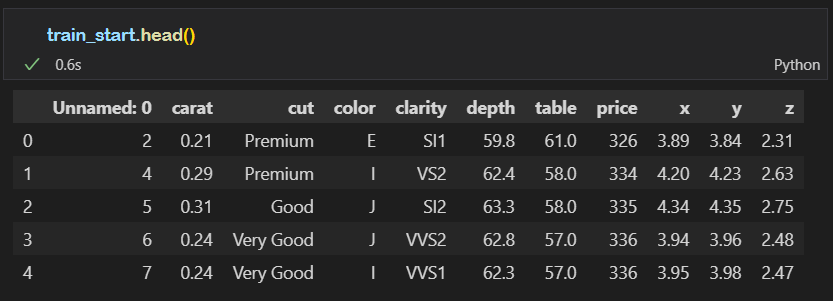 train_start.head()
0.6s Python
Unnamed: 0 carat cut color clarity depth table price x y z
0 2 0.21 Premium E SI1 59.8 61.0 326 3.89 3.84 2.31
1 4 0.29 Premium I VS2 62.4 58.0 334 4.20 4.23 2.63
2 5 0.31 Good J SI2 63.3 58.0 335 4.34 4.35 2.75
3 6 0.24 Very Good J VVS2 62.8 57.0 336 3.94 3.96 2.48
4 7 0.24 Very Good I VVS1 62.3 57.0 336 3.95 3.98 2.47